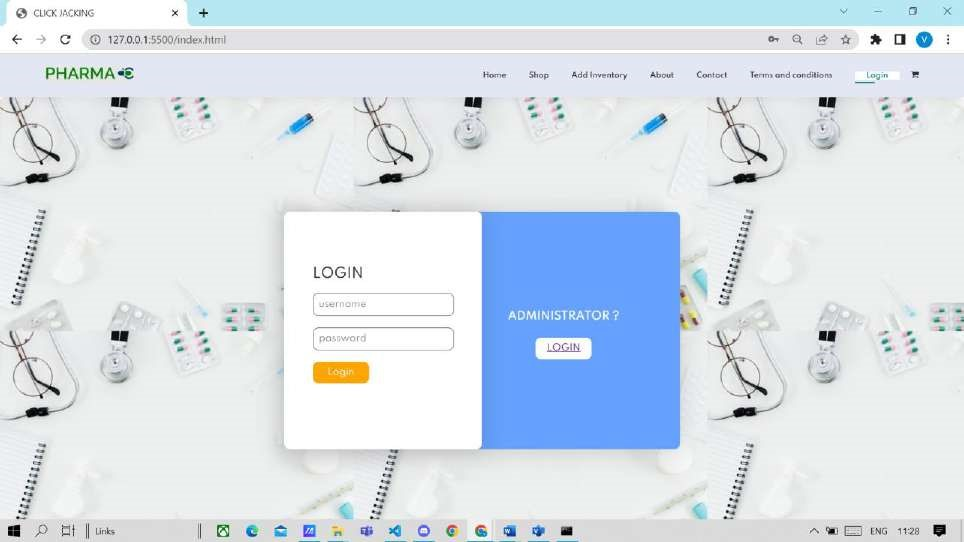 CLICK JACKING
127.0.0.1:5500/index.html
V
PHARMA
Home Shop Add Inventory About Contact Terms and conditions Login
LOGIN
username
password
Login
ADMINISTRATOR ?
LOGIN
Links
ENG 11:28